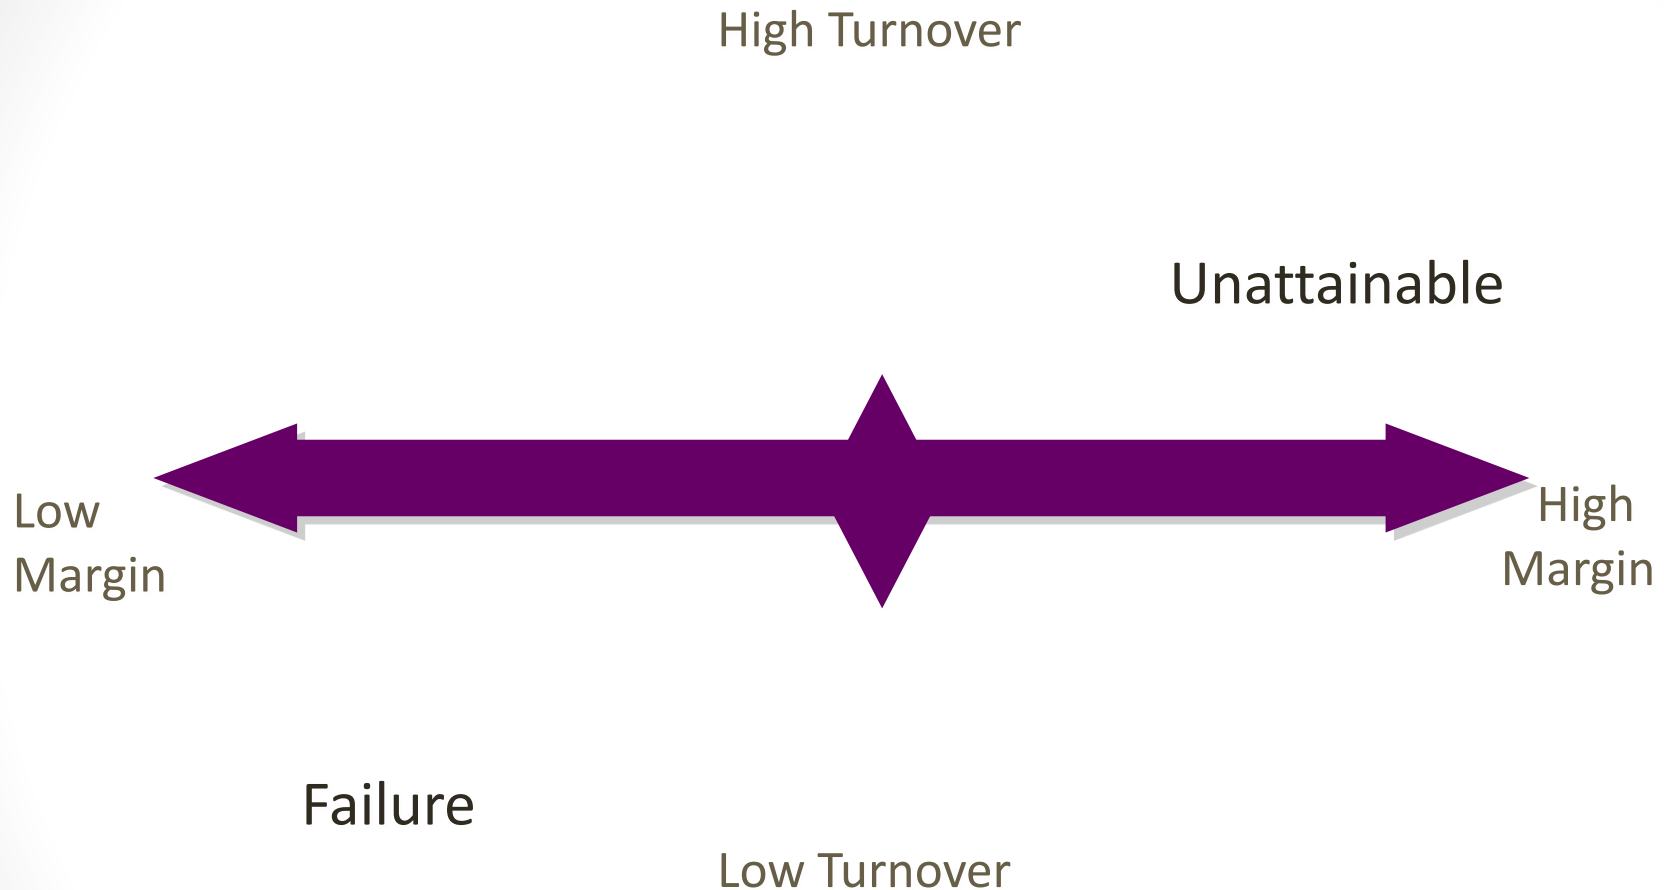 High Turnover
Unattainable
Low
Margin
High
Margin
Failure
Low Turnover